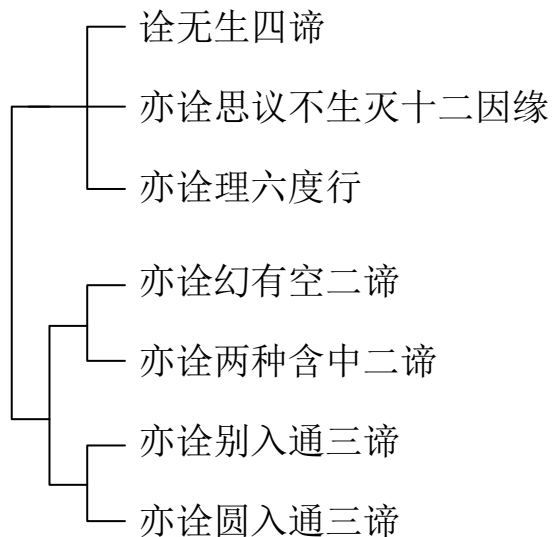 诠无生四谛
亦诠思议不生灭十二因缘
亦诠理六度行
亦诠幻有空二谛
亦诠两种含中二谛
亦诠别入通三谛
亦诠圆入通三谛